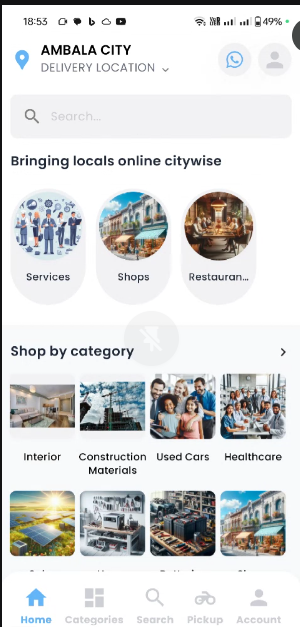 18:53
49%
AMBALA CITY
DELIVERY LOCATION
Search...
Bringing locals online citywise
Services
Shops
Restauran...
Shop by category
Interior
Construction
Materials
Used Cars
Healthcare
Home
Categories
Search
Pickup
Account